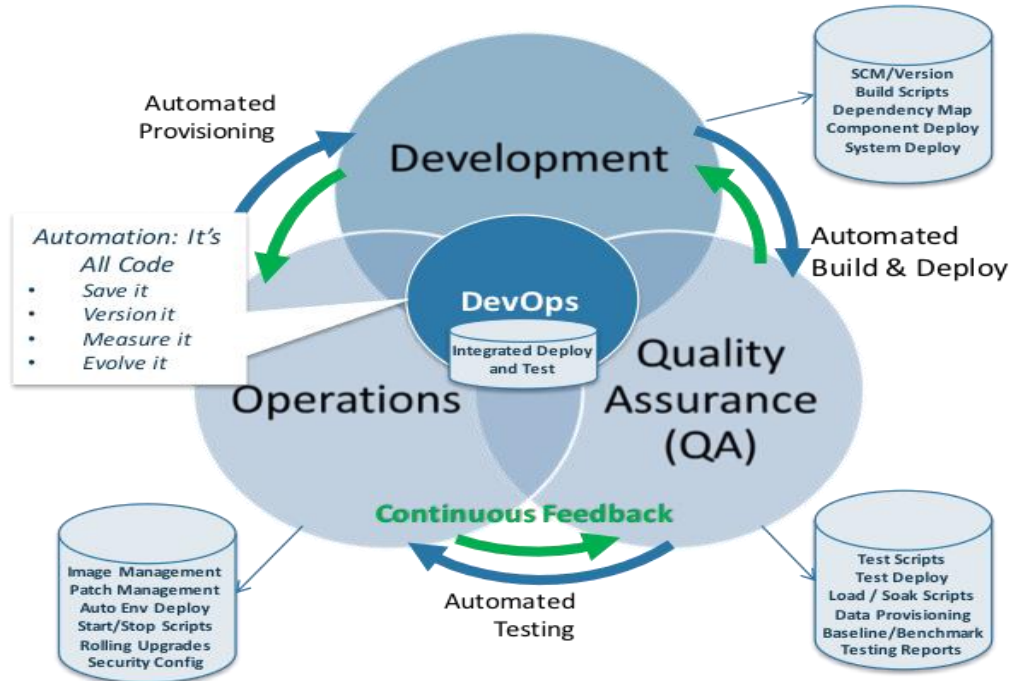 SCM/Version
Build Scripts
Dependency Map
Component Deploy
System Deploy
Automated
Provisioning
Development
Automation: It's
All Code
• Save it
• Version it
• Measure it
• Evolve it
Automated
Build & Deploy
DevOps
Integrated Deploy
and Test
Operations
Quality
Assurance
(QA)
Continuous Feedback
Image Management
Patch Management
Auto Env Deploy
Start/Stop Scripts
Rolling Upgrades
Security Config
Automated
Testing
Test Scripts
Test Deploy
Load / Soak Scripts
Data Provisioning
Baseline/Benchmark
Testing Reports